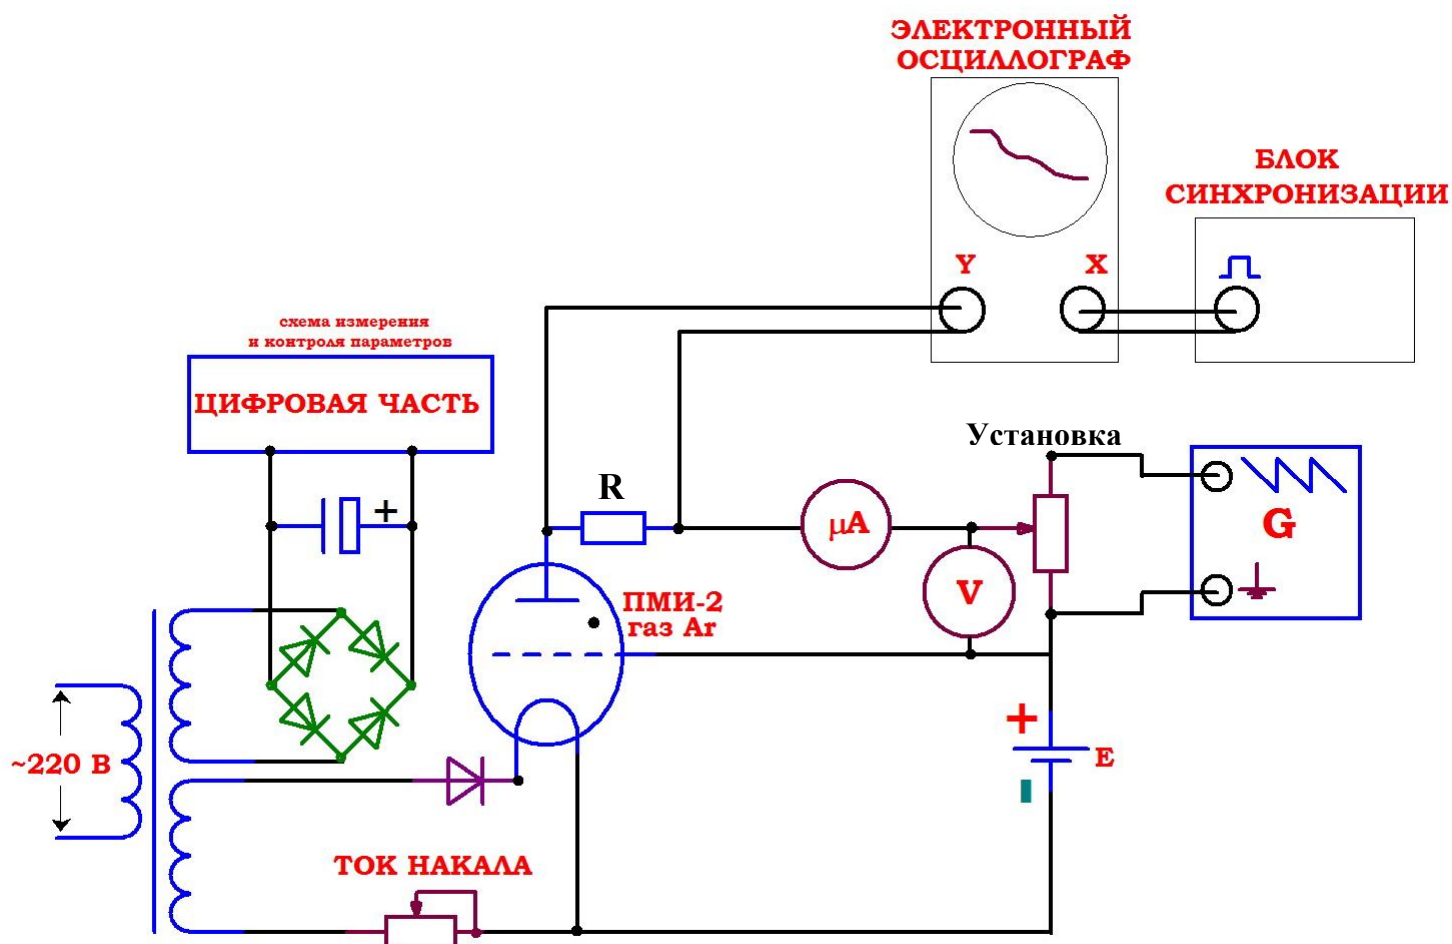 ЭЛЕКТРОННЫЙ
ОСЦИЛЛОГРАФ
БЛОК
СИНХРОНИЗАЦИИ
Y
X
схема измерения
и контроля параметров
ЦИФРОВАЯ ЧАСТЬ
+
R
Установка
μA
V
G
ПМИ-2
газ Ar
~220 В
+
E
-
ТОК НАКАЛА